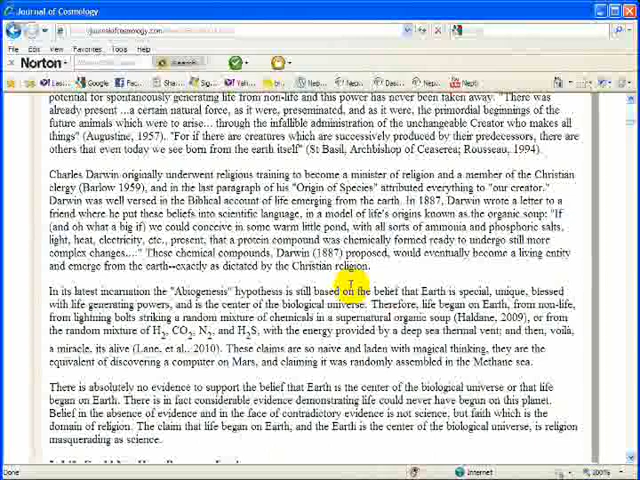 Journal of Cosmology
journalofcosmology.com
Google
File Edit View Favorites Tools Help
Norton
Search
Google Fac... Sha... Sig... Yah... Nep... Nep... Das... New... Nepti
potential for spontaneously generating life from non-life and this power has never been taken away. "There was
already present ...a certain natural force, as it were, preseminated, and as it were, the primordial beginnings of the
future animals which were to arise... through the infallible administration of the unchangeable Creator who makes all
things" (Augustine, 1957). "For if there are creatures which are successively produced by their predecessors, there are
others that even today we see born from the earth itself" (St Basil, Archbishop of Ceaserea; Rousseau, 1994).
Charles Darwin originally underwent religious training to become a minister of religion and a member of the Christian
clergy (Barlow 1959), and in the last paragraph of his "Origin of Species" attributed everything to "our creator."
Darwin was well versed in the Biblical account of life emerging from the earth. In 1887, Darwin wrote a letter to a
friend where he put these beliefs into scientific language, in a model of life's origins known as the organic soup: "If
(and oh what a big if) we could conceive in some warm little pond, with all sorts of ammonia and phosphoric salts,
light, heat, electricity, etc., present, that a protein compound was chemically formed ready to undergo still more
complex changes...." These chemical compounds, Darwin (1887) proposed, would eventually become a living entity
and emerge from the earth--exactly as dictated by the Christian religion.
In its latest incarnation the "Abiogenesis" hypothesis is still based on the belief that Earth is special, unique, blessed
with life generating powers, and is the center of the biological universe. Therefore, life began on Earth, from non-life,
from lightning bolts striking a random mixture of chemicals in a supernatural organic soup (Haldane, 2009), or from
the random mixture of H2, CO2, N2, and H2S, with the energy provided by a deep sea thermal vent; and then, voilà,
a miracle, its alive (Lane, et al., 2010). These claims are so naive and laden with magical thinking, they are the
equivalent of discovering a computer on Mars, and claiming it was randomly assembled in the Methane sea.
There is absolutely no evidence to support the belief that Earth is the center of the biological universe or that life
began on Earth. There is in fact considerable evidence demonstrating life could never have begun on this planet.
Belief in the absence of evidence and in the face of contradictory evidence is not science, but faith which is the
domain of religion. The claim that life began on Earth, and the Earth is the center of the biological universe, is religion
masquerading as science.
Done Internet 200%